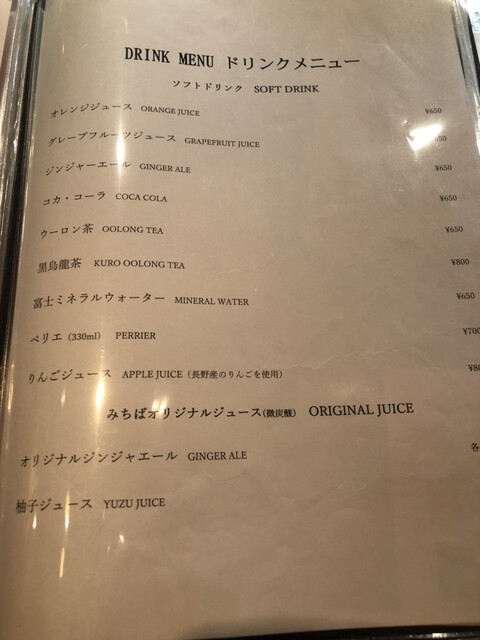 DRINK MENU ドリンクメニュー
ソフトドリンク SOFT DRINK
オレンジジュース ORANGE JUICE ¥650
グレープフルーツジュース GRAPEFRUIT JUICE ¥650
ジンジャーエール GINGER ALE ¥650
コカ・コーラ COCA COLA ¥650
ウーロン茶 OOLONG TEA ¥650
黒烏龍茶 KURO OOLONG TEA ¥800
富士ミネラルウォーター MINERAL WATER ¥650
ペリエ (330ml) PERRIER ¥700
りんごジュース APPLE JUICE（長野産のりんごを使用）
みちばオリジナルジュース(微炭酸) ORIGINAL JUICE
オリジナルジンジャエール GINGER ALE 各
柚子ジュース YUZU JUICE